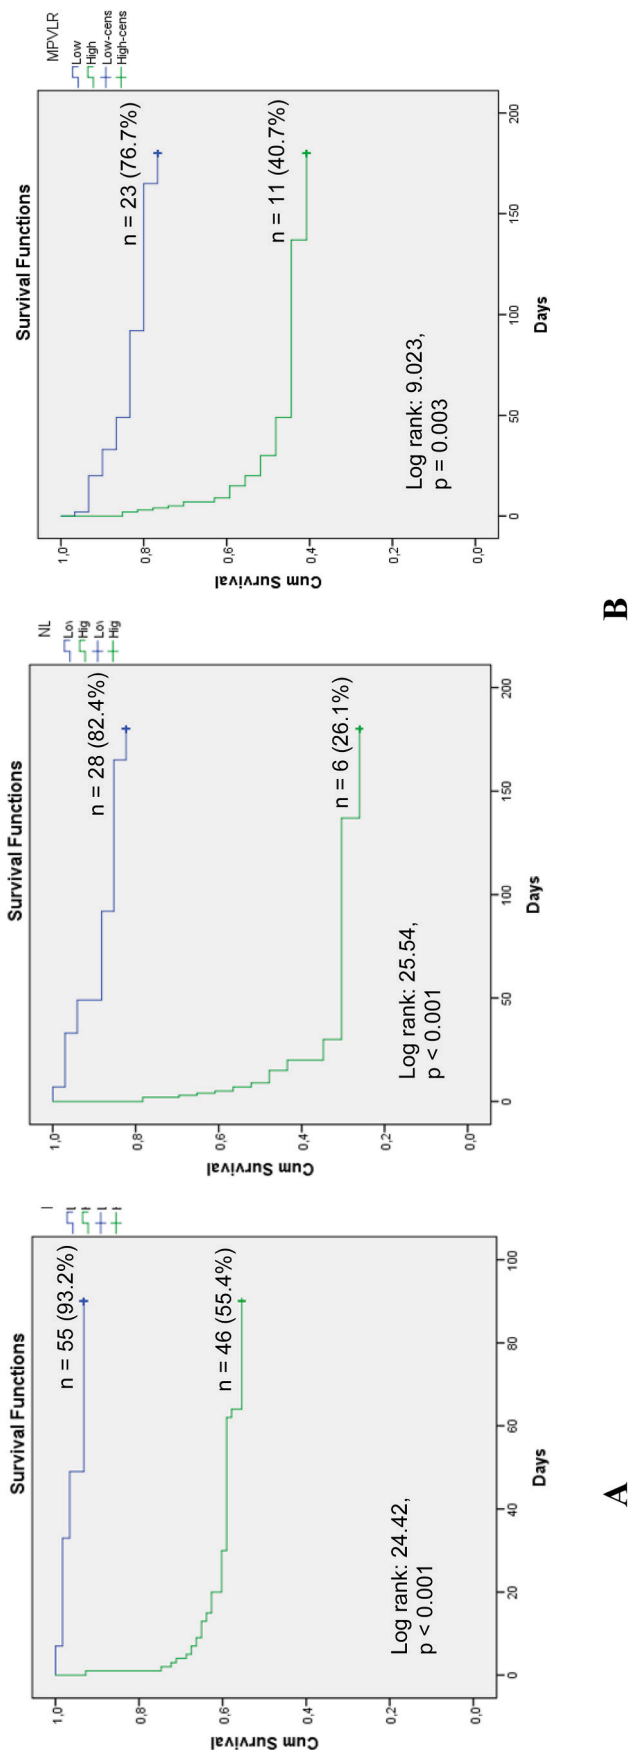 Survival Functions
Cum Survival
1,0
0,8
0,6
0,4
0,2
0,0
n = 55 (93.2%)
n = 46 (55.4%)
Log rank: 24.42,
p < 0.001
0 20 40 60 80 100
Days
A
Survival Functions
NL
Hig
Hig
Cum Survival
1,0
0,8
0,6
0,4
0,2
0,0
n = 28 (82.4%)
n = 6 (26.1%)
Log rank: 25.54,
p < 0.001
0 50 100 150 200
Days
Survival Functions
MPVLR
Low
High
Low-cens
High-cens
Cum Survival
1,0
0,8
0,6
0,4
0,2
0,0
n = 23 (76.7%)
n = 11 (40.7%)
Log rank: 9.023,
p = 0.003
0 50 100 150 200
Days
B